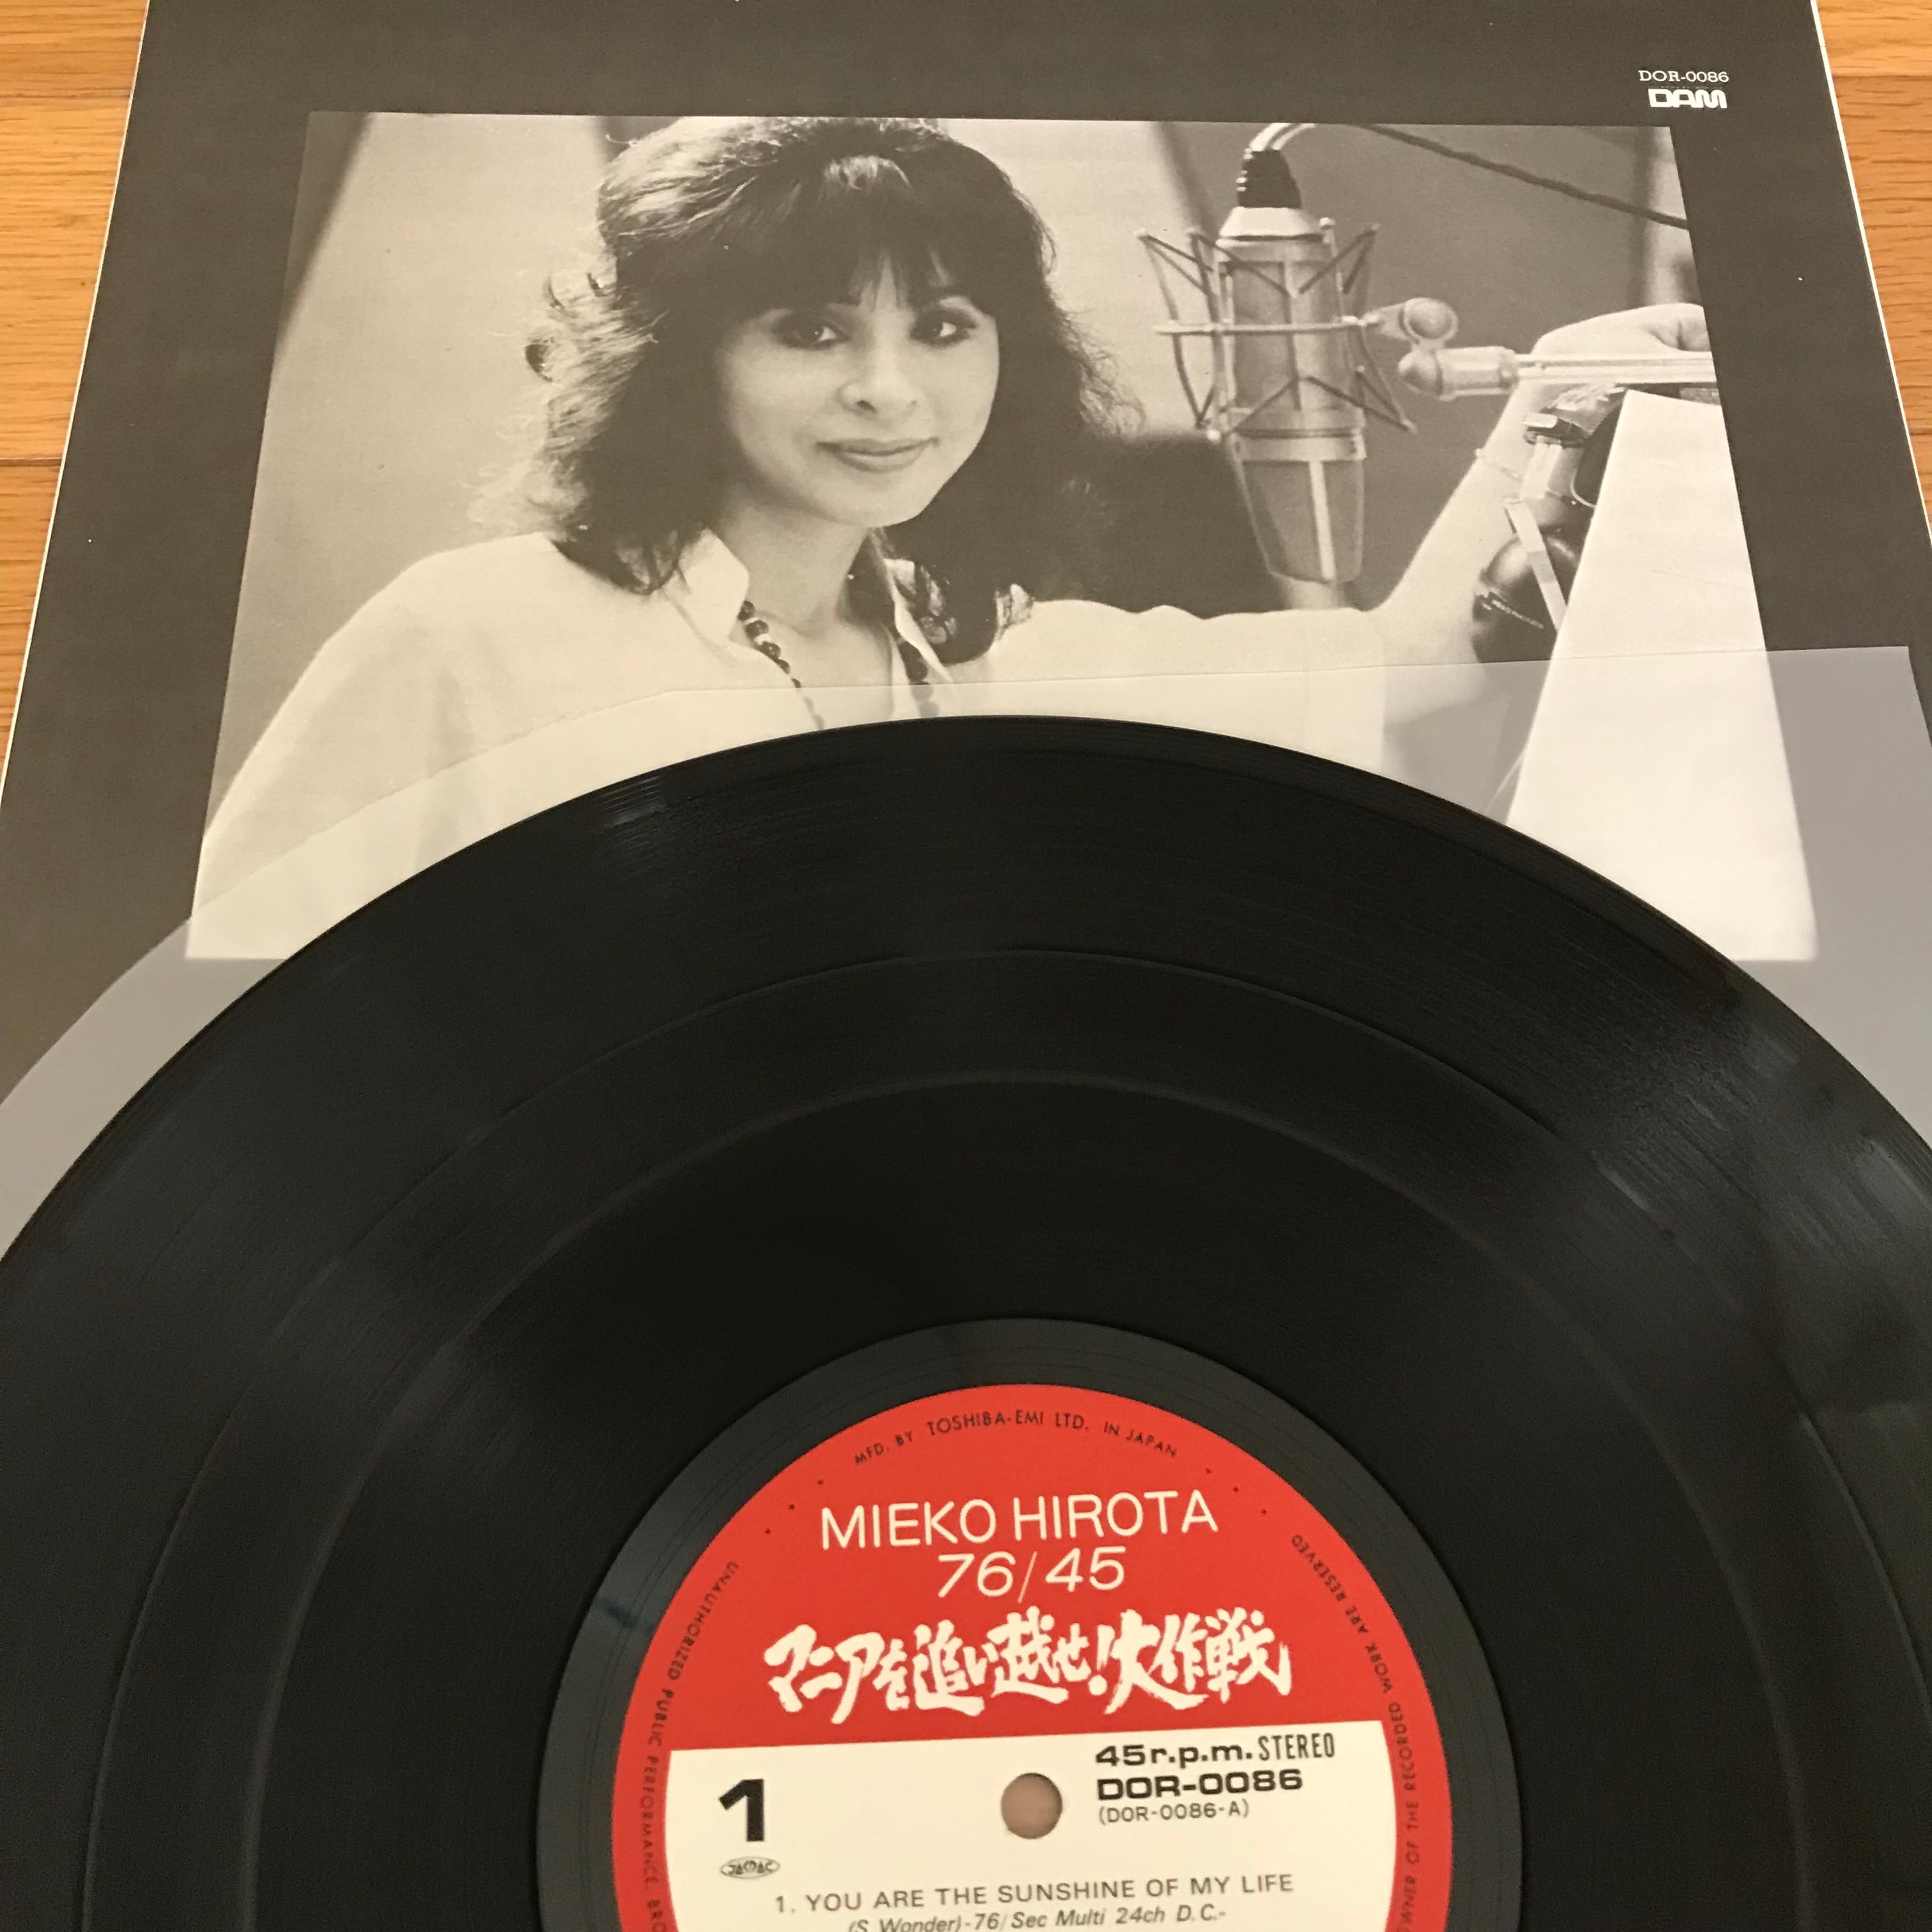 DOR-0086
DAM
MFD. BY TOSHIBA-EMI LTD. IN JAPAN
MIEKO HIROTA
76/45
マニアを追い越せ!大作戦
45r.p.m. STEREO
1
DOR-0086
(DOR-0086-A)
1. YOU ARE THE SUNSHINE OF MY LIFE
(S. Wonder)-76/Sec Multi 24ch D.C.-
UNAUTHORIZED PUBLIC PERFORMANCE.
OWNER OF THE RECORDED WORK ARE RESERVED